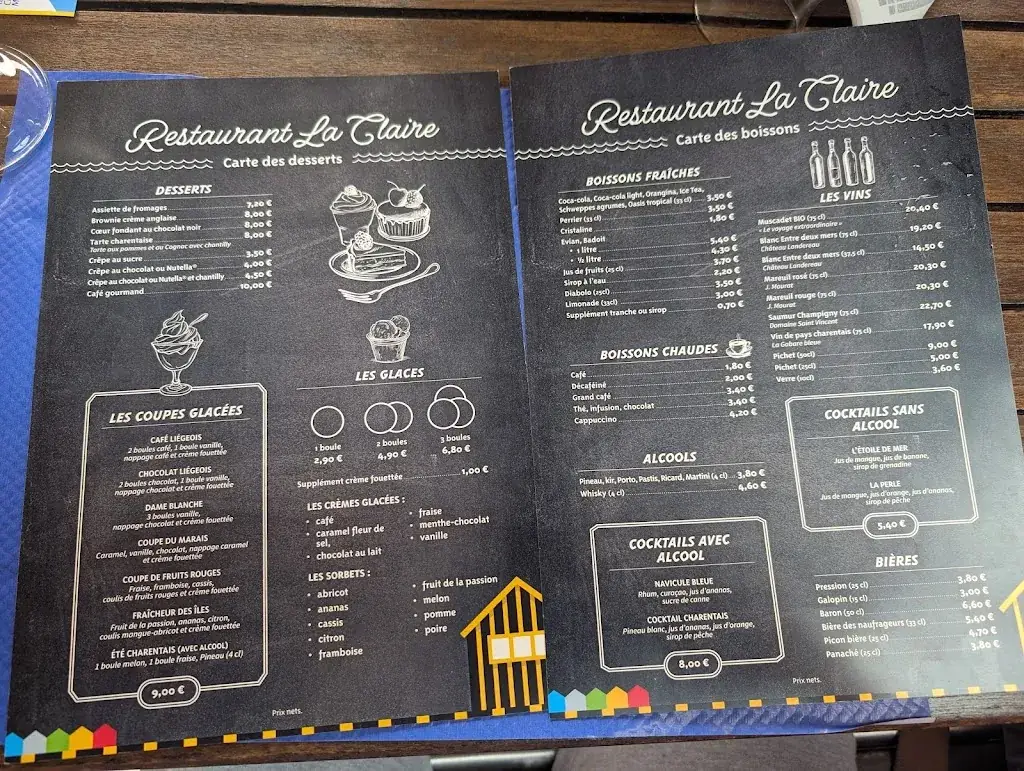 Restaurant La Claire
Carte des desserts
DESSERTS
Assiette de fromages 7,20 €
Brownie crème anglaise 8,00 €
Cœur fondant au chocolat noir 8,00 €
Tarte charentaise 8,00 €
Tarte aux pommes et au Cognac avec chantilly
Crêpe au sucre 3,50 €
Crêpe au chocolat ou Nutella® 4,00 €
Crêpe au chocolat ou Nutella® et chantilly 4,50 €
Café gourmand 10,00 €
LES COUPES GLACÉES
CAFÉ LIÉGEOIS
2 boules café, 1 boule vanille,
nappage café et crème fouettée
CHOCOLAT LIÉGEOIS
2 boules chocolat, 1 boule vanille,
nappage chocolat et crème fouettée
DAME BLANCHE
3 boules vanille,
nappage chocolat et crème fouettée
COUPE DU MARAIS
Caramel, vanille, chocolat, nappage caramel
et crème fouettée
COUPE DE FRUITS ROUGES
Fraise, framboise, cassis,
coulis de fruits rouges et crème fouettée
FRAÎCHEUR DES ÎLES
Fruit de la passion, ananas, citron,
coulis mangue-abricot et crème fouettée
ÉTÉ CHARENTAIS (AVEC ALCOOL)
1 boule melon, 1 boule fraise, Pineau (4 cl)
9,00 €
LES GLACES
1 boule 2 boules 3 boules
2,90 € 4,90 € 6,80 €
Supplément crème fouettée 1,00 €
LES CRÈMES GLACÉES :
• café
• caramel fleur de
sel,
• chocolat au lait
• fraise
• menthe-chocolat
• vanille
LES SORBETS :
• abricot
• ananas
• cassis
• citron
• framboise
• fruit de la passion
• melon
• pomme
• poire
Prix nets.
Restaurant La Claire
Carte des boissons
BOISSONS FRAÎCHES
Coca-cola, Coca-cola light, Orangina, Ice Tea,
Schweppes agrumes, Oasis tropical (33 cl) 3,50 €
Perrier (33 cl) 3,50 €
Cristaline 1,80 €
Evian, Badoit
• 1 litre 5,40 €
• ½ litre 4,30 €
Jus de fruits (25 cl) 3,70 €
Sirop à l'eau 2,20 €
Diabolo (25cl) 3,50 €
Limonade (33cl) 3,00 €
Supplément tranche ou sirop 0,70 €
BOISSONS CHAUDES
Café 1,80 €
Décaféiné 2,00 €
Grand café 3,40 €
Thé, infusion, chocolat 3,40 €
Cappuccino 4,20 €
ALCOOLS
Pineau, kir, Porto, Pastis, Ricard, Martini (4 cl) 3,80 €
Whisky (4 cl) 4,60 €
COCKTAILS AVEC
ALCOOL
NAVICULE BLEUE
Rhum, curaçao, jus d'ananas,
sucre de canne
COCKTAIL CHARENTAIS
Pineau blanc, jus d'ananas, jus d'orange,
sirop de pêche
8,00 €
LES VINS
Muscadet BIO (75 cl) 20,40 €
« Le voyage extraordinaire »
Blanc Entre deux mers (75 cl) 19,20 €
Château Landereau
Blanc Entre deux mers (37,5 cl) 14,50 €
Château Landereau
Mareuil rosé (75 cl) 20,30 €
J. Mourat
Mareuil rouge (75 cl) 20,30 €
J. Mourat
Saumur Champigny (75 cl) 22,70 €
Domaine Saint Vincent
Vin de pays charentais (75 cl) 17,90 €
La Gabare bleue
Pichet (50cl) 9,00 €
Pichet (25cl) 5,00 €
Verre (10cl) 3,60 €
COCKTAILS SANS
ALCOOL
L'ÉTOILE DE MER
Jus de mangue, jus de banane,
sirop de grenadine
LA PERLE
Jus de mangue, jus d'orange, jus d'ananas,
sirop de pêche
5,40 €
BIÈRES
Pression (25 cl) 3,80 €
Galopin (15 cl) 3,00 €
Baron (50 cl) 6,60 €
Bière des naufrageurs (33 cl) 5,40 €
Picon bière (25 cl) 4,70 €
Panaché (25 cl) 3,80 €
Prix nets.